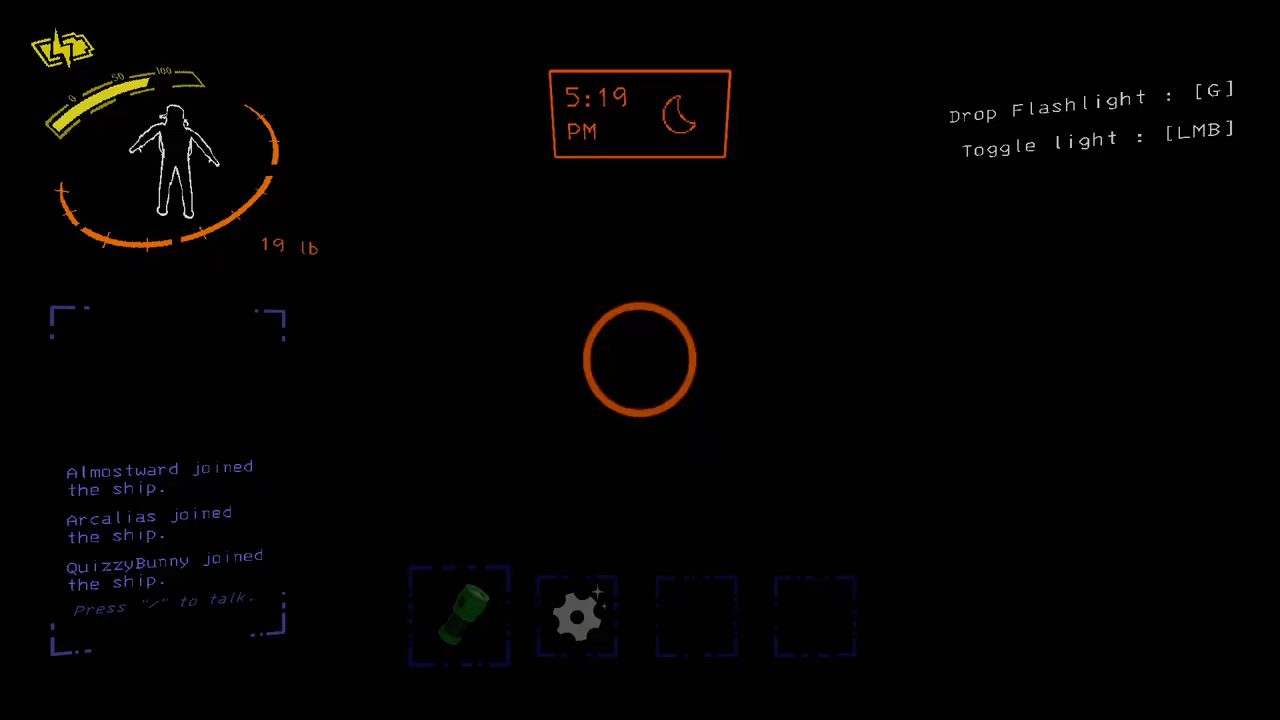 0 50 100
5:19
PM
Drop Flashlight : [G]
Toggle light : [LMB]
19 lb
Almostward joined
the ship.
Arcalias joined
the ship.
QuizzyBunny joined
the ship.
Press "/" to talk.